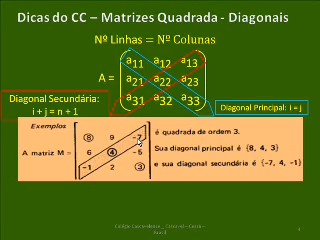 Dicas do CC – Matrizes Quadrada - Diagonais
Nº Linhas = Nº Colunas
a11 a12 a13
A = a21 a22 a23
a31 a32 a33
Diagonal Secundária:
i + j = n + 1
Diagonal Principal: i = j
Exemplos
8 9 -7
A matriz M = 6 4 -5
-1 2 3
é quadrada de ordem 3.
Sua diagonal principal é {8, 4, 3}
e sua diagonal secundária é {-7, 4, -1}